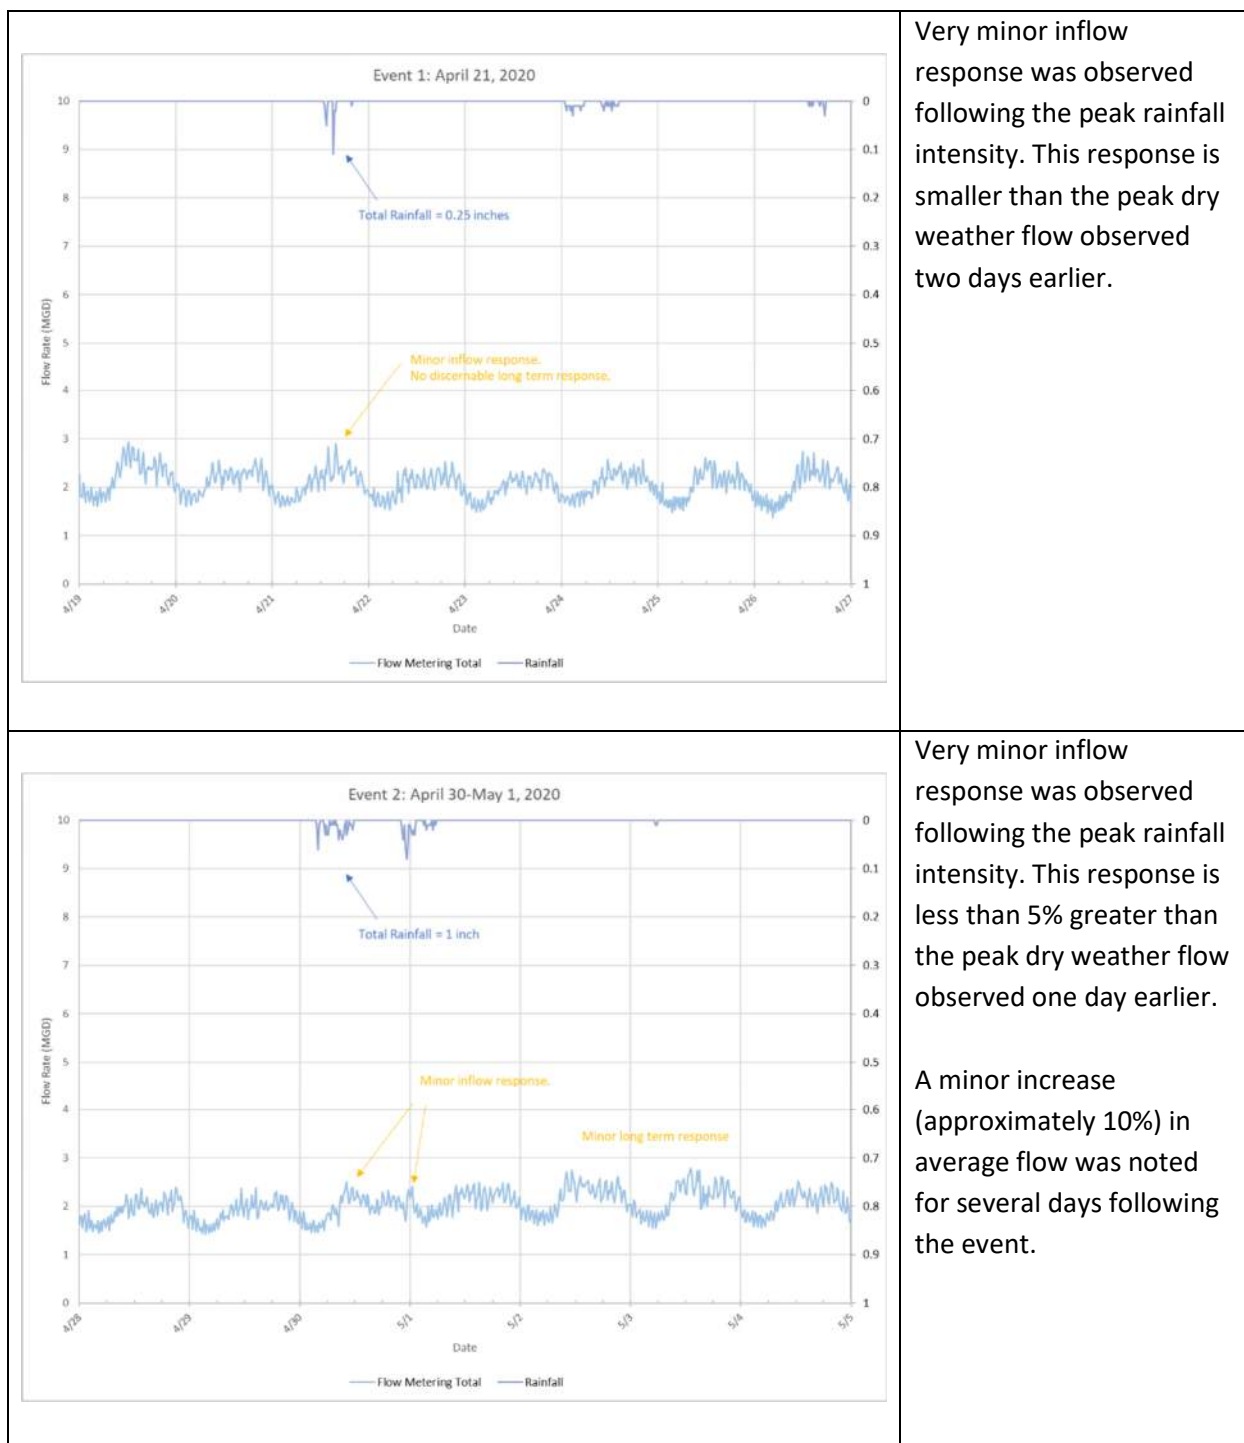 Event 1: April 21, 2020
10
9
8
7
6
5
4
3
2
1
0
Flow Rate (MGD)
0
0.1
0.2
0.3
0.4
0.5
0.6
0.7
0.8
0.9
1
Total Rainfall = 0.25 inches
Minor inflow response.
No discernable long term response.
4/19
4/20
4/21
4/22
4/23
4/24
4/25
4/26
4/27
Date
Flow Metering Total
Rainfall
Very minor inflow
response was observed
following the peak rainfall
intensity. This response is
smaller than the peak dry
weather flow observed
two days earlier.
Event 2: April 30-May 1, 2020
10
9
8
7
6
5
4
3
2
1
0
Flow Rate (MGD)
0
0.1
0.2
0.3
0.4
0.5
0.6
0.7
0.8
0.9
1
Total Rainfall = 1 inch
Minor inflow response.
Minor long term response
4/28
4/29
4/30
5/1
5/2
5/3
5/4
5/5
Date
Flow Metering Total
Rainfall
Very minor inflow
response was observed
following the peak rainfall
intensity. This response is
less than 5% greater than
the peak dry weather flow
observed one day earlier.
A minor increase
(approximately 10%) in
average flow was noted
for several days following
the event.